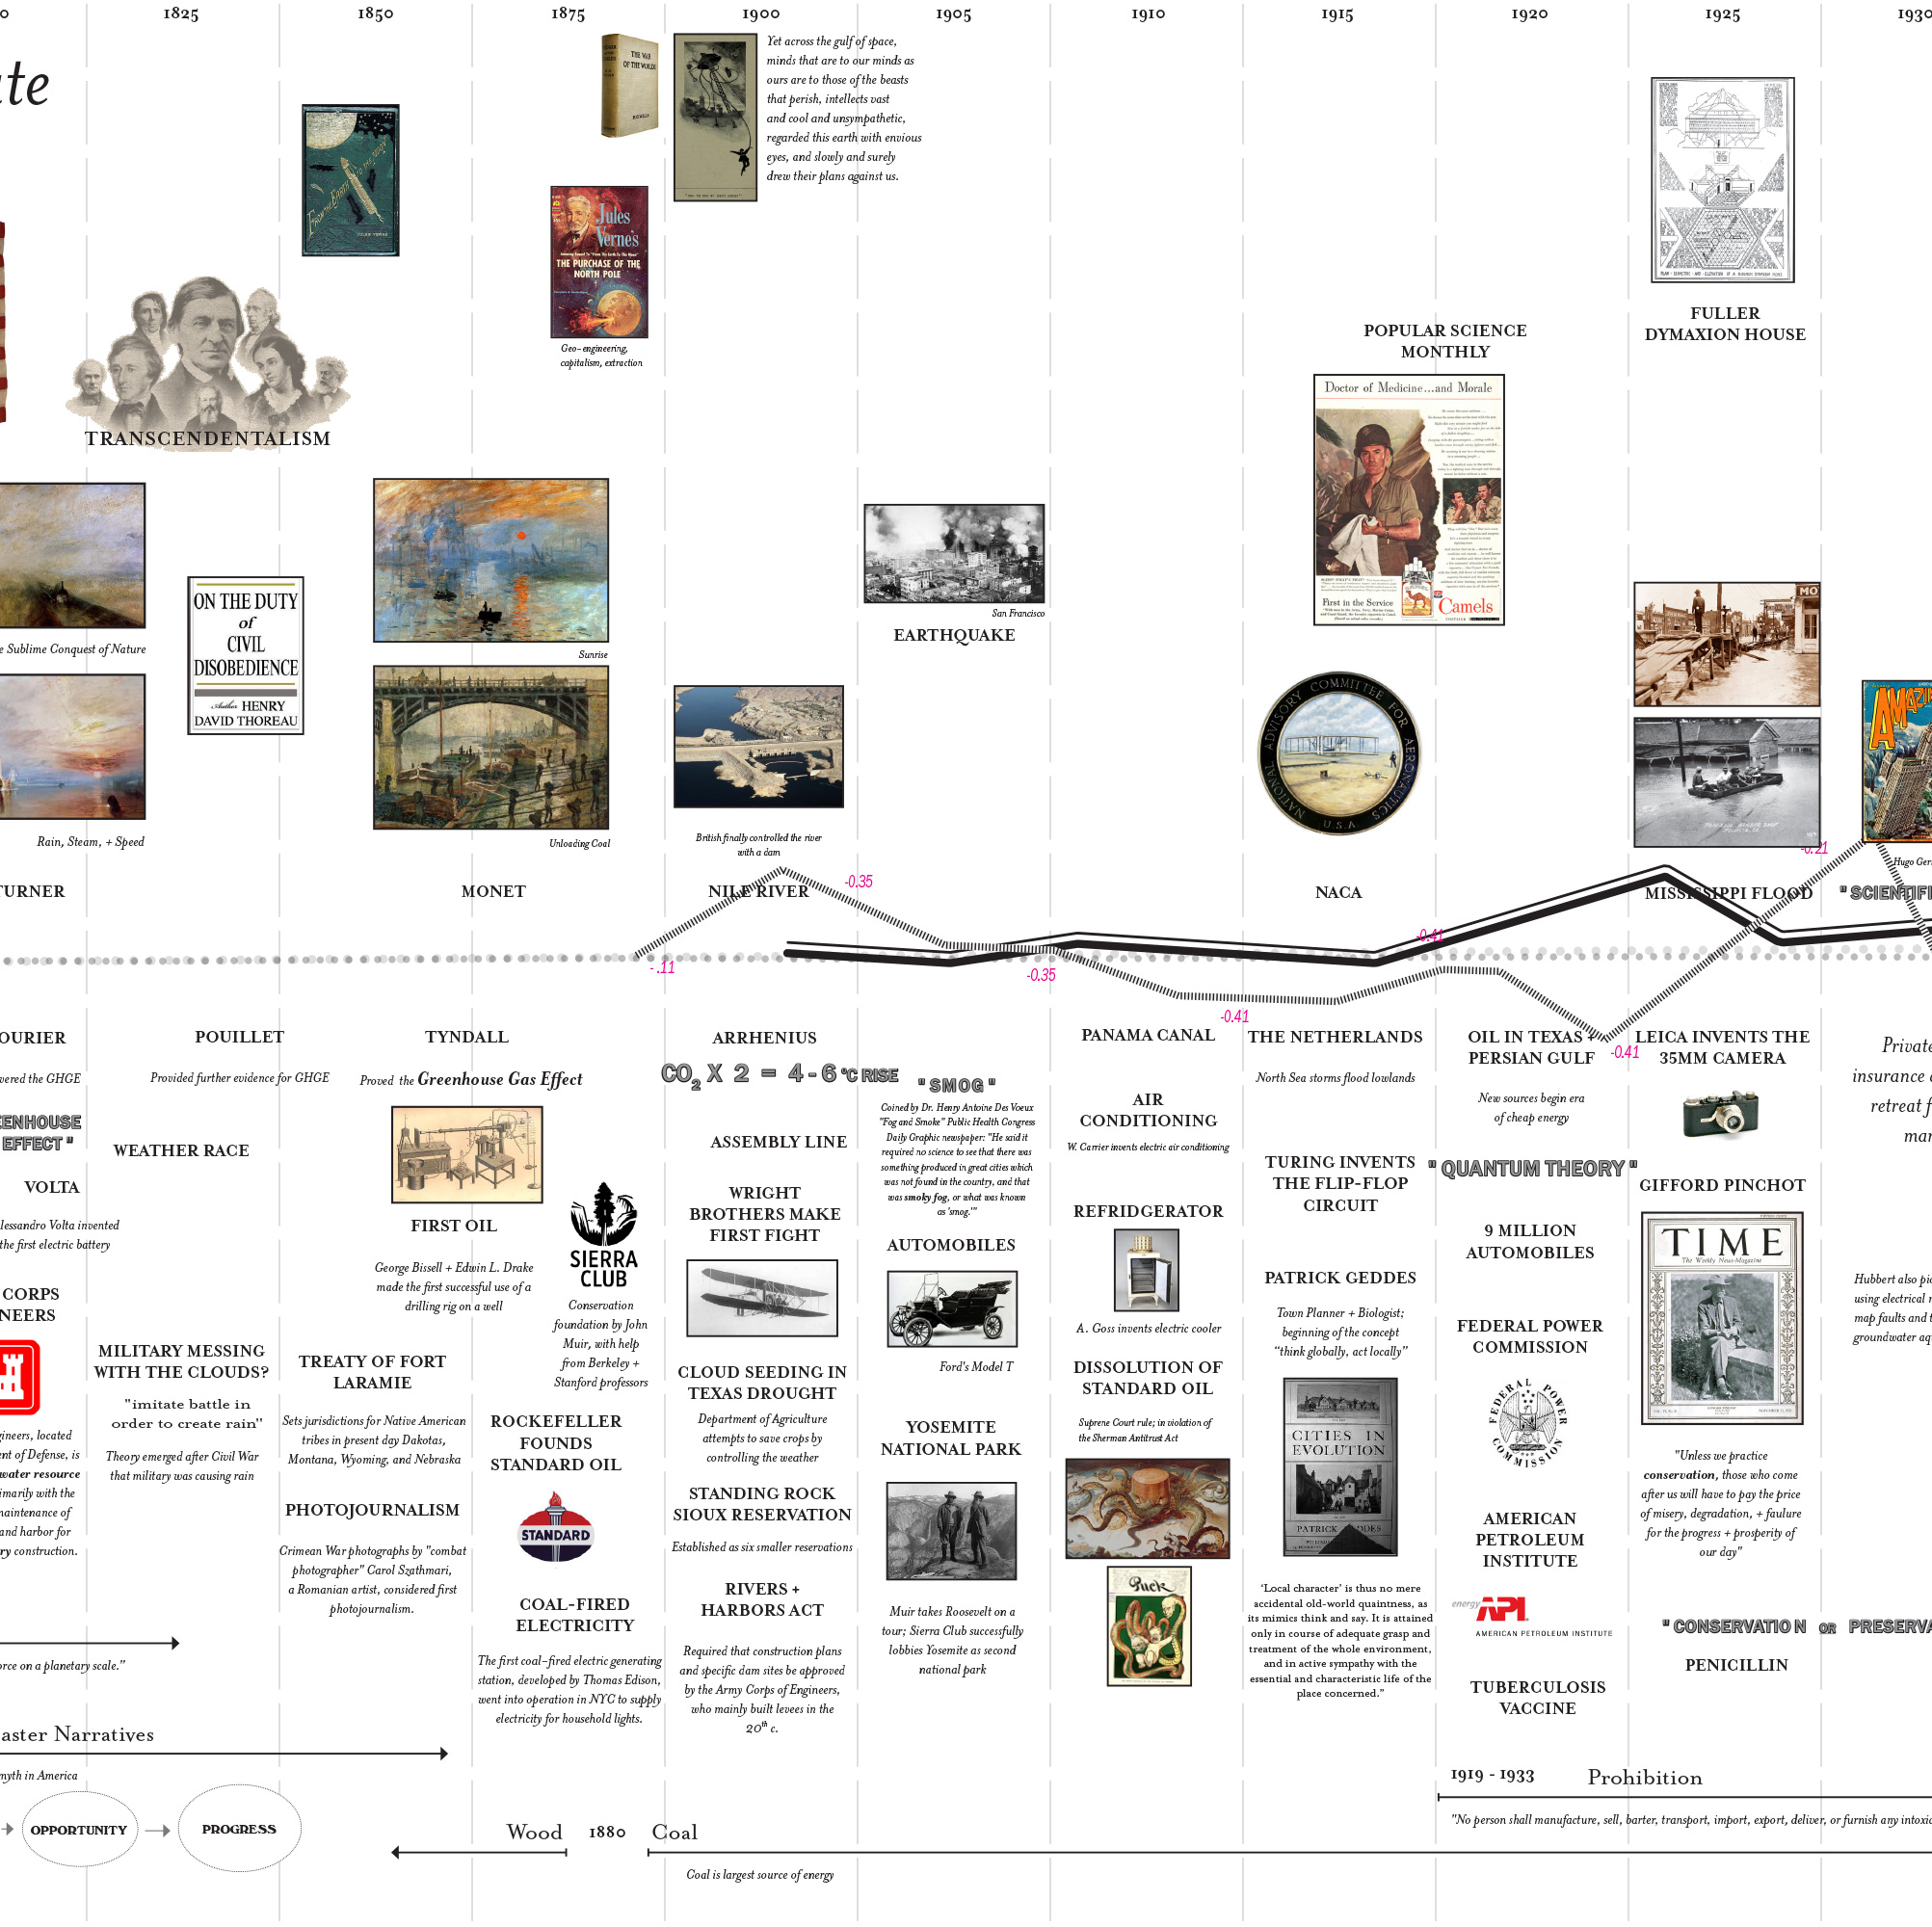 1825
1850
1875
1900
1905
1910
1915
1920
1925
1930
THE WAR
OF THE WORLDS
Yet across the gulf of space,
minds that are to our minds as
ours are to those of the beasts
that perish, intellects vast
and cool and unsympathetic,
regarded this earth with envious
eyes, and slowly and surely
drew their plans against us.
FROM THE EARTH TO THE MOON
JULES VERNE
Jules
Verne's
THE PURCHASE OF THE
NORTH POLE
Geo-engineering,
capitalism, extraction
TRANSCENDENTALISM
FULLER
DYMAXION HOUSE
POPULAR SCIENCE
MONTHLY
Doctor of Medicine...and Morale
First in the Service
Camels
e Sublime Conquest of Nature
Rain, Steam, + Speed
TURNER
ON THE DUTY
of
CIVIL
DISOBEDIENCE
Author HENRY
DAVID THOREAU
Sunrise
Unloading Coal
MONET
British finally controlled the river
with a dam
NILE RIVER
San Francisco
EARTHQUAKE
NATIONAL ADVISORY COMMITTEE FOR AERONAUTICS
U.S.A
NACA
MO
MISSISSIPPI FLOOD
AMAZI
Hugo Ger
"SCIENTIFI
-.11
-0.35
-0.35
-0.41
-0.41
-0.41
-0.21
OURIER
vered the GHGE
EENHOUSE
EFFECT"
VOLTA
lessandro Volta invented
the first electric battery
CORPS
NEERS
gineers, located
ent of Defense, is
water resource
imarily with the
maintenance of
and harbor for
ry construction.
orce on a planetary scale."
aster Narratives
myth in America
OPPORTUNITY
PROGRESS
POUILLET
Provided further evidence for GHGE
WEATHER RACE
MILITARY MESSING
WITH THE CLOUDS?
"imitate battle in
order to create rain"
Theory emerged after Civil War
that military was causing rain
TYNDALL
Proved the Greenhouse Gas Effect
FIRST OIL
George Bissell + Edwin L. Drake
made the first successful use of a
drilling rig on a well
TREATY OF FORT
LARAMIE
Sets jurisdictions for Native American
tribes in present day Dakotas,
Montana, Wyoming, and Nebraska
PHOTOJOURNALISM
Crimean War photographs by "combat
photographer" Carol Szathmari,
a Romanian artist, considered first
photojournalism.
SIERRA
CLUB
Conservation
foundation by John
Muir, with help
from Berkeley +
Stanford professors
ROCKEFELLER
FOUNDS
STANDARD OIL
STANDARD
COAL-FIRED
ELECTRICITY
The first coal-fired electric generating
station, developed by Thomas Edison,
went into operation in NYC to supply
electricity for household lights.
Wood
1880
Coal
Coal is largest source of energy
ARRHENIUS
CO2 X 2 = 4-6 °C RISE
ASSEMBLY LINE
WRIGHT
BROTHERS MAKE
FIRST FIGHT
CLOUD SEEDING IN
TEXAS DROUGHT
Department of Agriculture
attempts to save crops by
controlling the weather
STANDING ROCK
SIOUX RESERVATION
Established as six smaller reservations
RIVERS +
HARBORS ACT
Required that construction plans
and specific dam sites be approved
by the Army Corps of Engineers,
who mainly built levees in the
20th c.
"SMOG"
Coined by Dr. Henry Antoine Des Voeux
"Fog and Smoke" Public Health Congress
Daily Graphic newspaper: "He said it
required no science to see that there was
something produced in great cities which
was not found in the country, and that
was smoky fog, or what was known
as 'smog.'"
AUTOMOBILES
Ford's Model T
YOSEMITE
NATIONAL PARK
Muir takes Roosevelt on a
tour; Sierra Club successfully
lobbies Yosemite as second
national park
PANAMA CANAL
AIR
CONDITIONING
W. Carrier invents electric air conditioning
REFRIDGERATOR
A. Goss invents electric cooler
DISSOLUTION OF
STANDARD OIL
Suprene Court rule; in violation of
the Sherman Antitrust Act
Puck
THE NETHERLANDS
North Sea storms flood lowlands
TURING INVENTS
THE FLIP-FLOP
CIRCUIT
PATRICK GEDDES
Town Planner + Biologist;
beginning of the concept
"think globally, act locally"
CITIES IN
EVOLUTION
PATRICK GEDDES
'Local character' is thus no mere
accidental old-world quaintness, as
its mimics think and say. It is attained
only in course of adequate grasp and
treatment of the whole environment,
and in active sympathy with the
essential and characteristic life of the
place concerned."
OIL IN TEXAS +
PERSIAN GULF
New sources begin era
of cheap energy
"QUANTUM THEORY"
9 MILLION
AUTOMOBILES
FEDERAL POWER
COMMISSION
FEDERAL POWER
COMMISSION
AMERICAN
PETROLEUM
INSTITUTE
energy API
AMERICAN PETROLEUM INSTITUTE
TUBERCULOSIS
VACCINE
1919 - 1933
Prohibition
"No person shall manufacture, sell, barter, transport, import, export, deliver, or furnish any intoxic
LEICA INVENTS THE
35MM CAMERA
GIFFORD PINCHOT
TIME
The Weekly News-Magazine
"Unless we practice
conservation, those who come
after us will have to pay the price
of misery, degradation, + faulure
for the progress + prosperity of
our day"
"CONSERVATION OR PRESERVA
PENICILLIN
Private
insurance
retreat f
mar
Hubbert also pi
using electrical
map faults and
groundwater aq